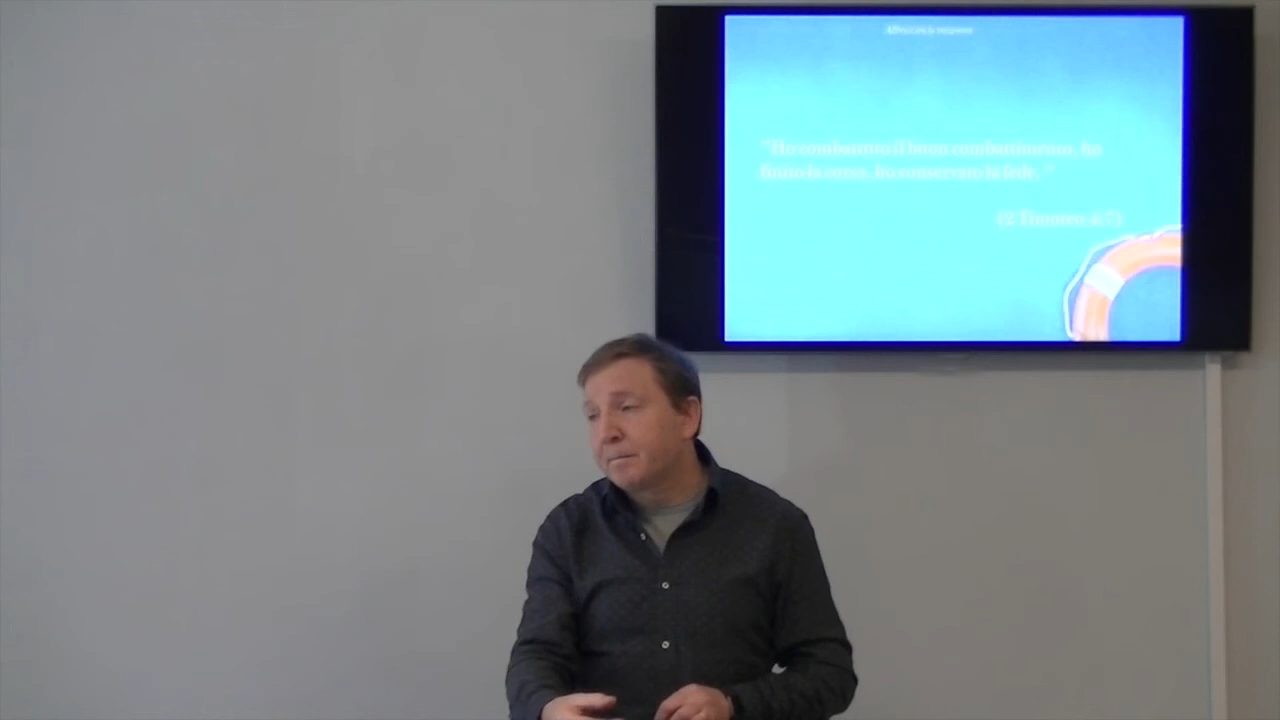 "Ho combattuto il buon combattimento, ho
finito la corsa, ho conservato la fede. "
(2 Timoteo 4:7)